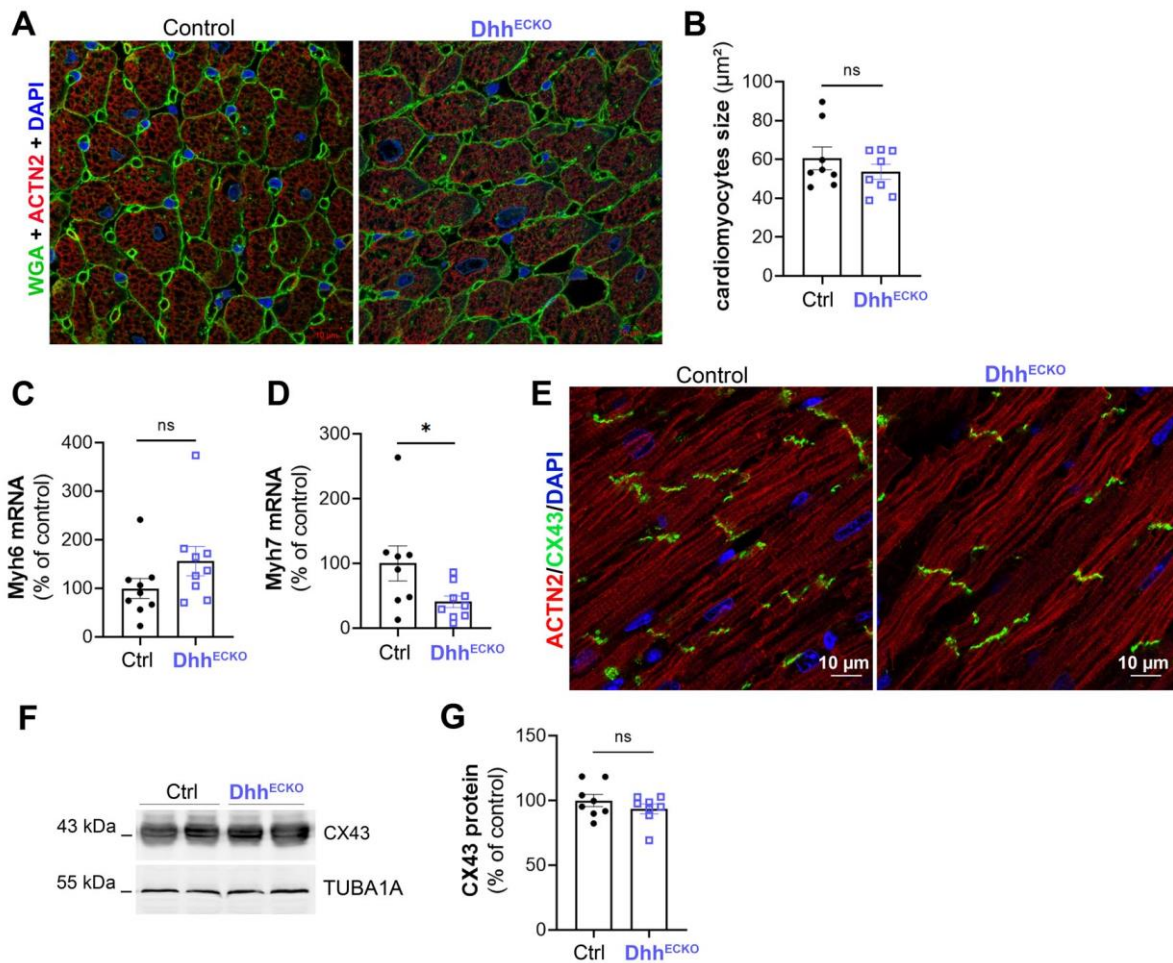 A
Control
Dhh^ECKO
WGA + ACTN2 + DAPI
10 µm
B
ns
cardiomyocytes size (µm²)
100
80
60
40
20
0
Ctrl
Dhh^ECKO
C
ns
Myh6 mRNA
(% of control)
400
300
200
100
0
Ctrl
Dhh^ECKO
D
*
Myh7 mRNA
(% of control)
300
200
100
0
Ctrl
Dhh^ECKO
E
Control
Dhh^ECKO
ACTN2/CX43/DAPI
10 µm
10 µm
F
Ctrl
Dhh^ECKO
43 kDa
CX43
55 kDa
TUBA1A
G
ns
CX43 protein
(% of control)
150
100
50
0
Ctrl
Dhh^ECKO